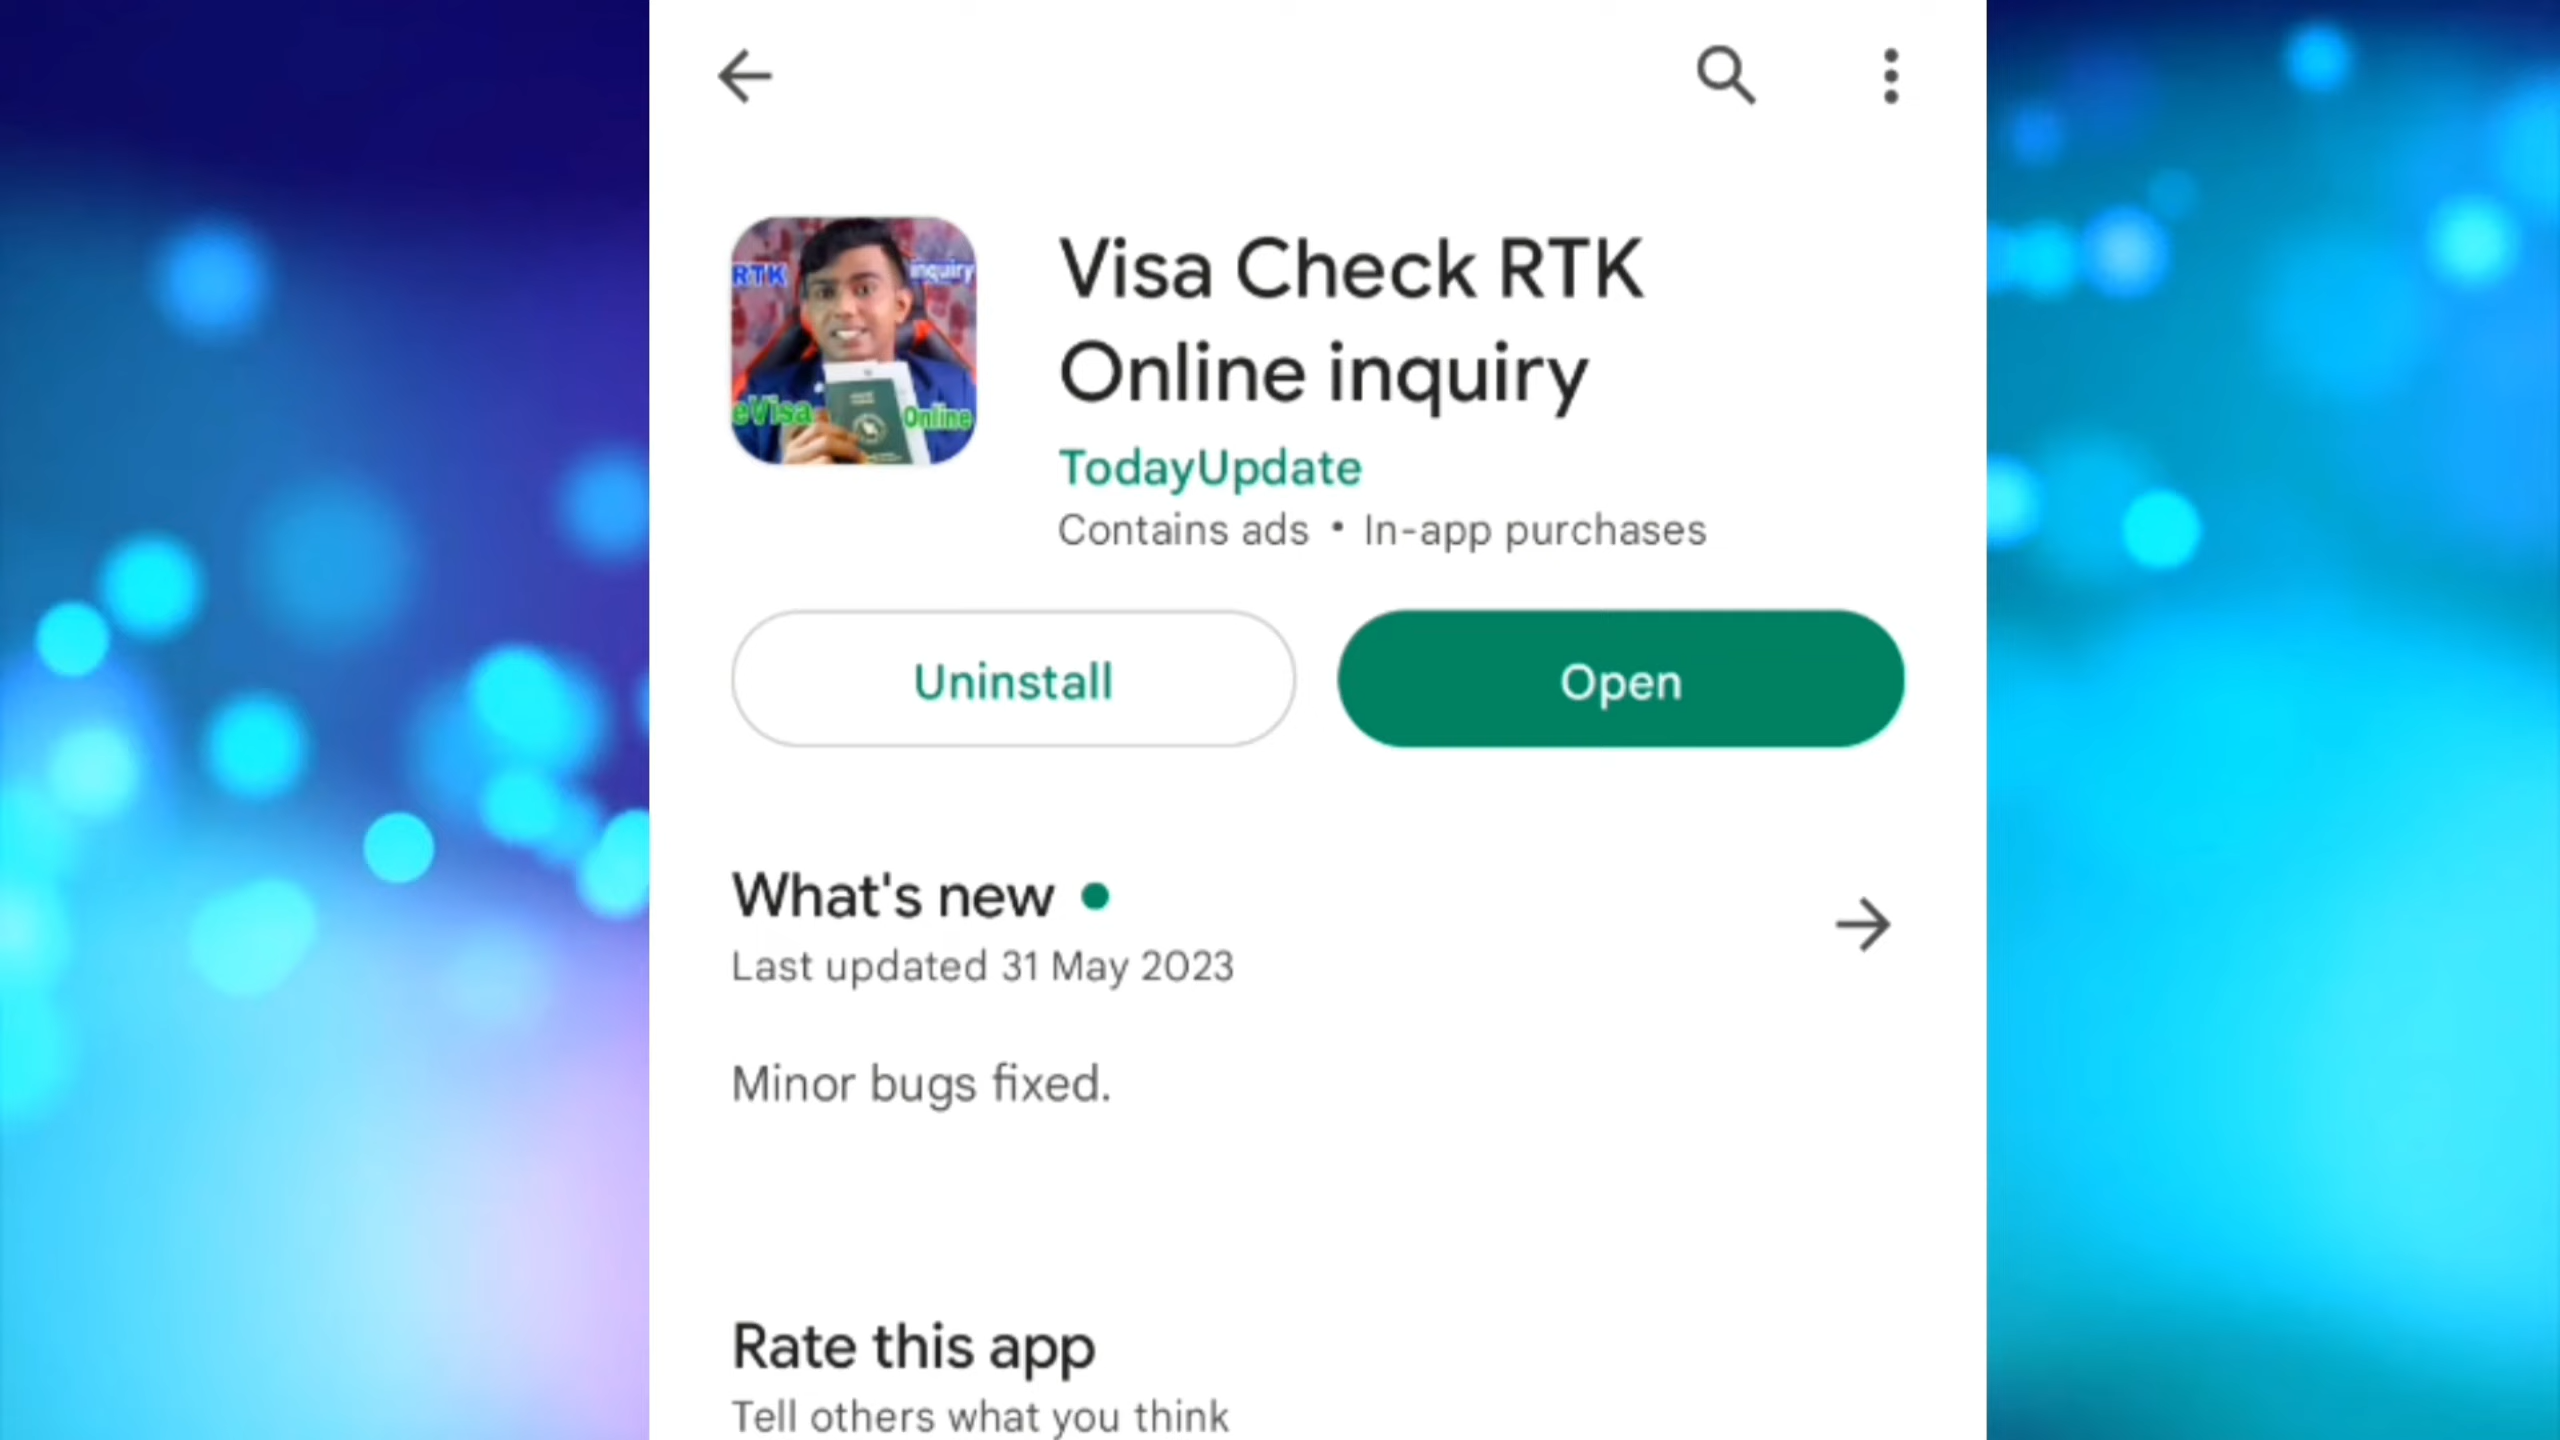 RTK
inquiry
eVisa
Online
Visa Check RTK
Online inquiry
TodayUpdate
Contains ads • In-app purchases
Uninstall
Open
What's new
Last updated 31 May 2023
Minor bugs fixed.
Rate this app
Tell others what you think